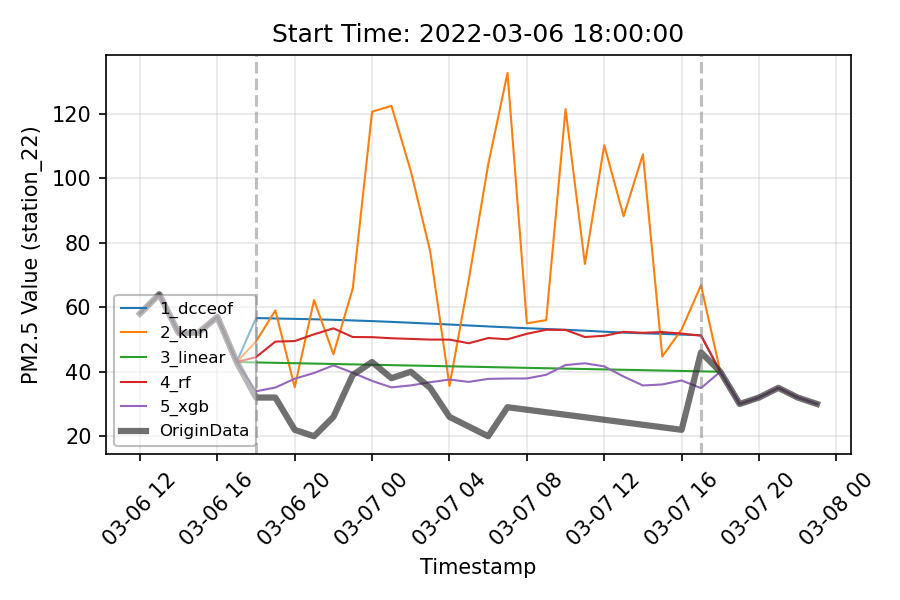 Start Time: 2022-03-06 18:00:00
PM2.5 Value (station_22)
120
100
80
60
40
20
1_dcceof
2_knn
3_linear
4_rf
5_xgb
OriginData
03-06 12
03-06 16
03-06 20
03-07 00
03-07 04
03-07 08
03-07 12
03-07 16
03-07 20
03-08 00
Timestamp